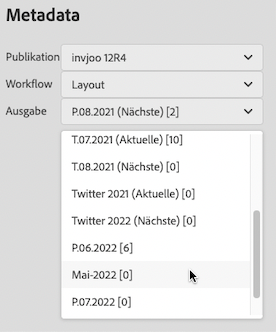 Metadata
Publikation invjoo 12R4
Workflow Layout
Ausgabe P.08.2021 (Nächste) [2]
T.07.2021 (Aktuelle) [10]
T.08.2021 (Nächste) [0]
Twitter 2021 (Aktuelle) [0]
Twitter 2022 (Nächste) [0]
P.06.2022 [6]
Mai-2022 [0]
P.07.2022 [0]